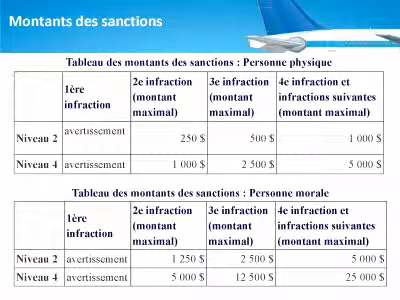 Montants des sanctions
Tableau des montants des sanctions : Personne physique
1ère infraction 2e infraction (montant maximal) 3e infraction (montant maximal) 4e infraction et infractions suivantes (montant maximal)
Niveau 2 avertissement 250 $ 500 $ 1 000 $
Niveau 4 avertissement 1 000 $ 2 500 $ 5 000 $
Tableau des montants des sanctions : Personne morale
1ère infraction 2e infraction (montant maximal) 3e infraction (montant maximal) 4e infraction et infractions suivantes (montant maximal)
Niveau 2 avertissement 1 250 $ 2 500 $ 5 000 $
Niveau 4 avertissement 5 000 $ 12 500 $ 25 000 $